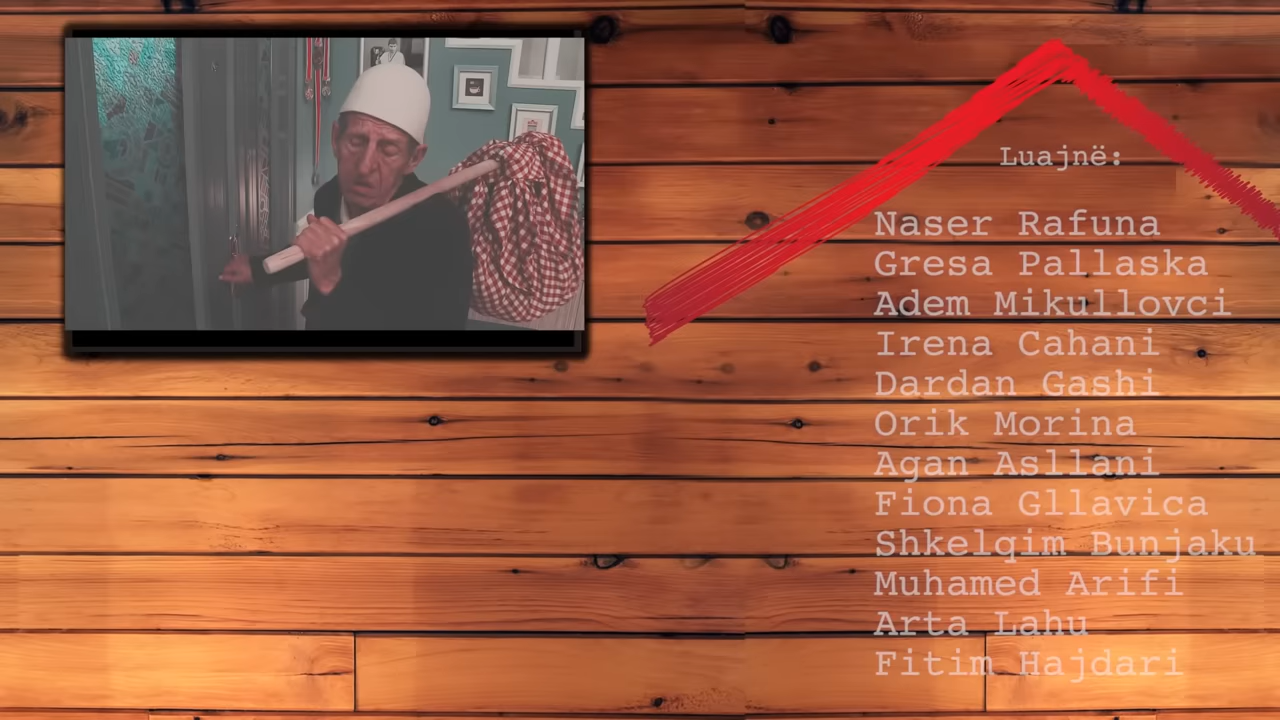 Luajnë:
Naser Rafuna
Gresa Pallaska
Adem Mikullovci
Irena Cahani
Dardan Gashi
Orik Morina
Agan Asllani
Fiona Gllavica
Shkelqim Bunjaku
Muhamed Arifi
Arta Lahu
Fitim Hajdari